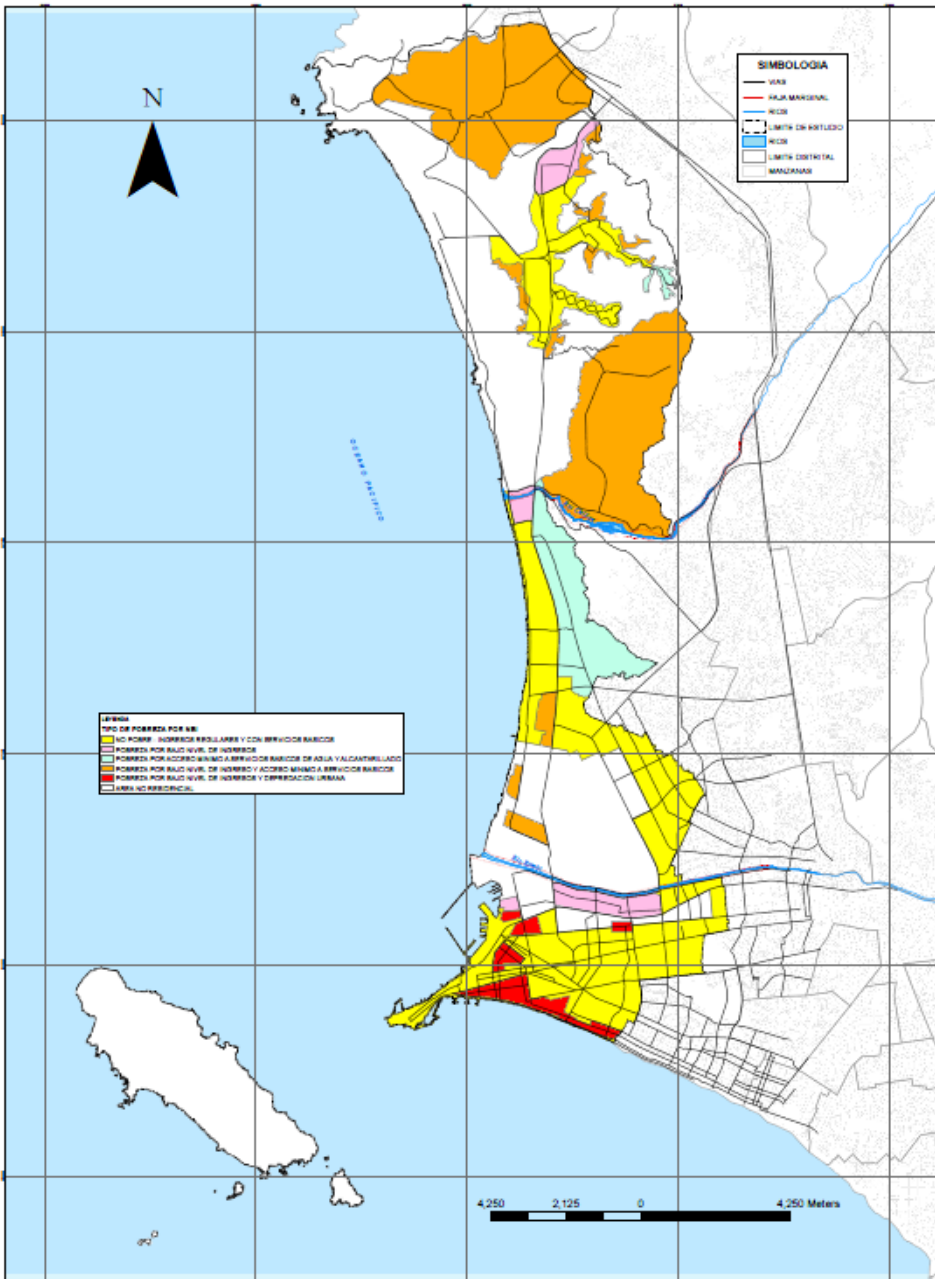 N
SIMBOLOGIA
VIAS
FAJA MARGINAL
RIOS
LIMITE DE ESTUDIO
RIOS
LIMITE DISTRITAL
MANZANAS
OCEANO PACIFICO
LEYENDA
TIPO DE POBREZA POR NBI
NO POBRE - INGRESOS REGULARES Y CON SERVICIOS BASICOS
POBREZA POR BAJO NIVEL DE INGRESOS
POBREZA POR ACCESO MINIMO A SERVICIOS BASICOS DE AGUA Y ALCANTARILLADO
POBREZA POR BAJO NIVEL DE INGRESO Y ACCESO MINIMO A SERVICIOS BASICOS
POBREZA POR BAJO NIVEL DE INGRESOS Y DEPREDACION URBANA
AREA NO RESIDENCIAL
4,250 2,125 0 4,250 Meters